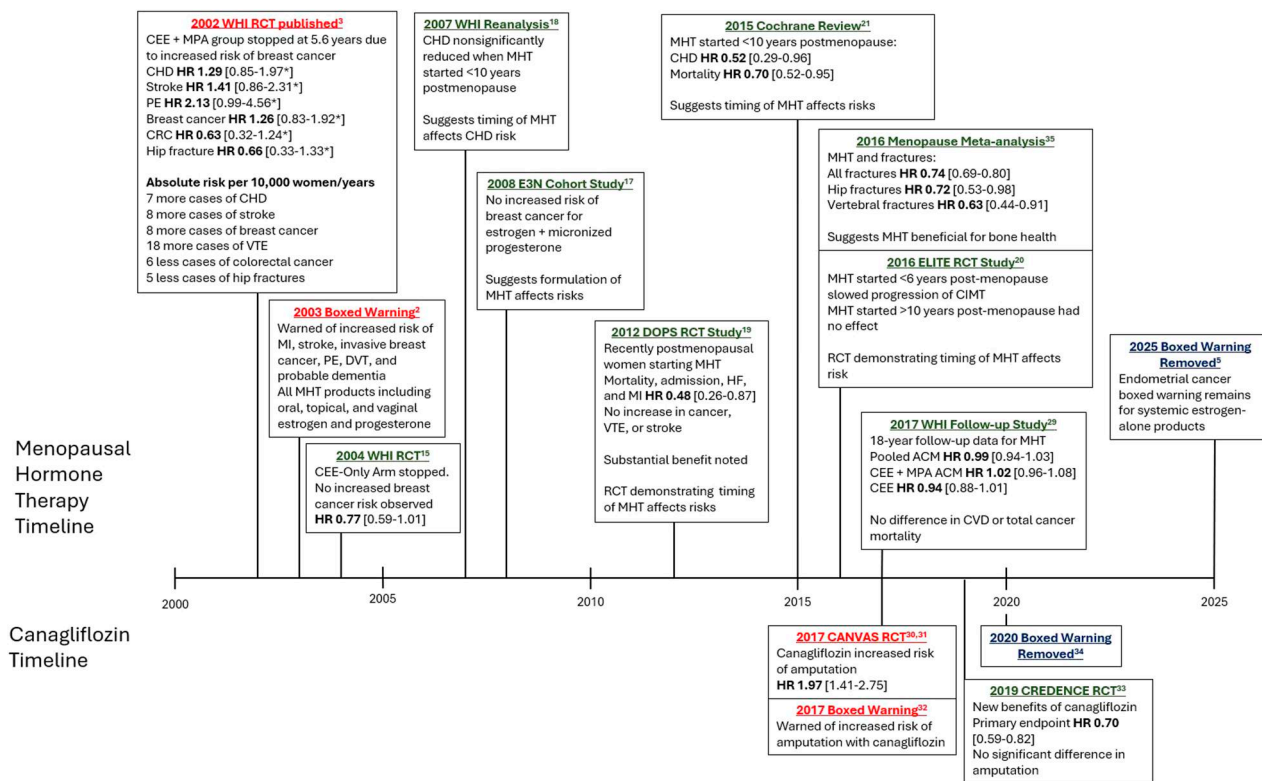 2002 WHI RCT published3
CEE + MPA group stopped at 5.6 years due
to increased risk of breast cancer
CHD HR 1.29 [0.85-1.97*]
Stroke HR 1.41 [0.86-2.31*]
PE HR 2.13 [0.99-4.56*]
Breast cancer HR 1.26 [0.83-1.92*]
CRC HR 0.63 [0.32-1.24*]
Hip fracture HR 0.66 [0.33-1.33*]
Absolute risk per 10,000 women/years
7 more cases of CHD
8 more cases of stroke
8 more cases of breast cancer
18 more cases of VTE
6 less cases of colorectal cancer
5 less cases of hip fractures
2003 Boxed Warning2
Warned of increased risk of
MI, stroke, invasive breast
cancer, PE, DVT, and
probable dementia
All MHT products including
oral, topical, and vaginal
estrogen and progesterone
2004 WHI RCT15
CEE-Only Arm stopped.
No increased breast
cancer risk observed
HR 0.77 [0.59-1.01]
2007 WHI Reanalysis18
CHD nonsignificantly
reduced when MHT
started <10 years
postmenopause
Suggests timing of MHT
affects CHD risk
2008 E3N Cohort Study17
No increased risk of
breast cancer for
estrogen + micronized
progesterone
Suggests formulation of
MHT affects risks
2012 DOPS RCT Study19
Recently postmenopausal
women starting MHT
Mortality, admission, HF,
and MI HR 0.48 [0.26-0.87]
No increase in cancer,
VTE, or stroke
Substantial benefit noted
RCT demonstrating timing
of MHT affects risks
2015 Cochrane Review21
MHT started <10 years postmenopause:
CHD HR 0.52 [0.29-0.96]
Mortality HR 0.70 [0.52-0.95]
Suggests timing of MHT affects risks
2016 Menopause Meta-analysis35
MHT and fractures:
All fractures HR 0.74 [0.69-0.80]
Hip fractures HR 0.72 [0.53-0.98]
Vertebral fractures HR 0.63 [0.44-0.91]
Suggests MHT beneficial for bone health
2016 ELITE RCT Study20
MHT started <6 years post-menopause
slowed progression of CIMT
MHT started >10 years post-menopause had
no effect
RCT demonstrating timing of MHT affects
risk
2017 WHI Follow-up Study29
18-year follow-up data for MHT
Pooled ACM HR 0.99 [0.94-1.03]
CEE + MPA ACM HR 1.02 [0.96-1.08]
CEE HR 0.94 [0.88-1.01]
No difference in CVD or total cancer
mortality
2025 Boxed Warning
Removed5
Endometrial cancer
boxed warning remains
for systemic estrogen-
alone products
Menopausal
Hormone
Therapy
Timeline
2000
2005
2010
2015
2020
2025
Canagliflozin
Timeline
2017 CANVAS RCT30,31
Canagliflozin increased risk
of amputation
HR 1.97 [1.41-2.75]
2017 Boxed Warning32
Warned of increased risk of
amputation with canagliflozin
2020 Boxed Warning
Removed34
2019 CREDENCE RCT33
New benefits of canagliflozin
Primary endpoint HR 0.70
[0.59-0.82]
No significant difference in
amputation